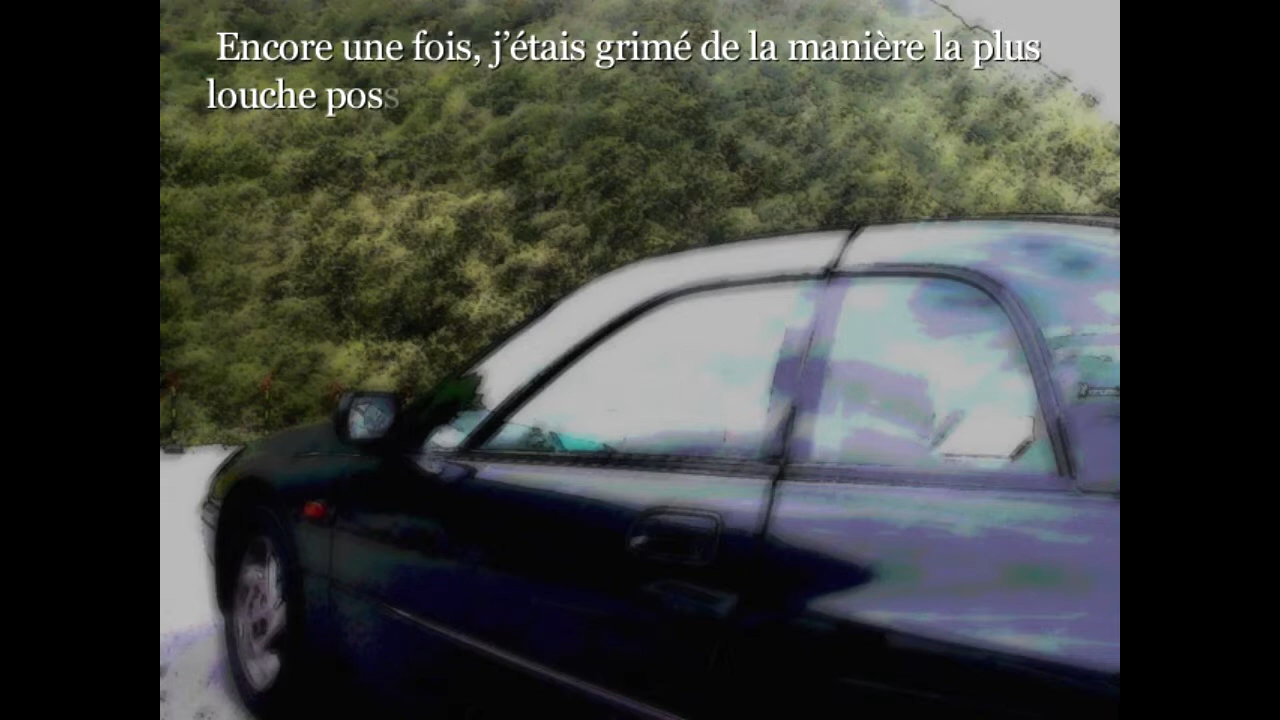 Encore une fois, j’étais grimé de la manière la plus
louche poss